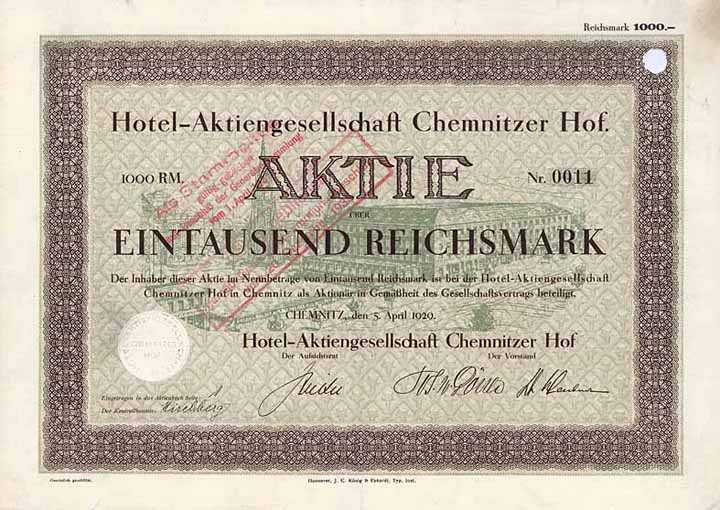 Reichsmark 1000.–
Hotel-Aktiengesellschaft Chemnitzer Hof.
1000 RM. AKTIE Nr. 0011
ÜBER
EINTAUSEND REICHSMARK
Der Inhaber dieser Aktie im Nennbetrage von Eintausend Reichsmark ist bei der Hotel-Aktiengesellschaft
Chemnitzer Hof in Chemnitz als Aktionär in Gemäßheit des Gesellschaftsvertrags beteiligt.
CHEMNITZ, den 5. April 1929.
Hotel-Aktiengesellschaft Chemnitzer Hof
Der Aufsichtsrat Der Vorstand
Eingetragen in das Aktienbuch Seite
Der Kontrollbeamte:
Gesetzlich geschützt.
Hannover, J. C. König & Ebhardt, Typ. Inst.